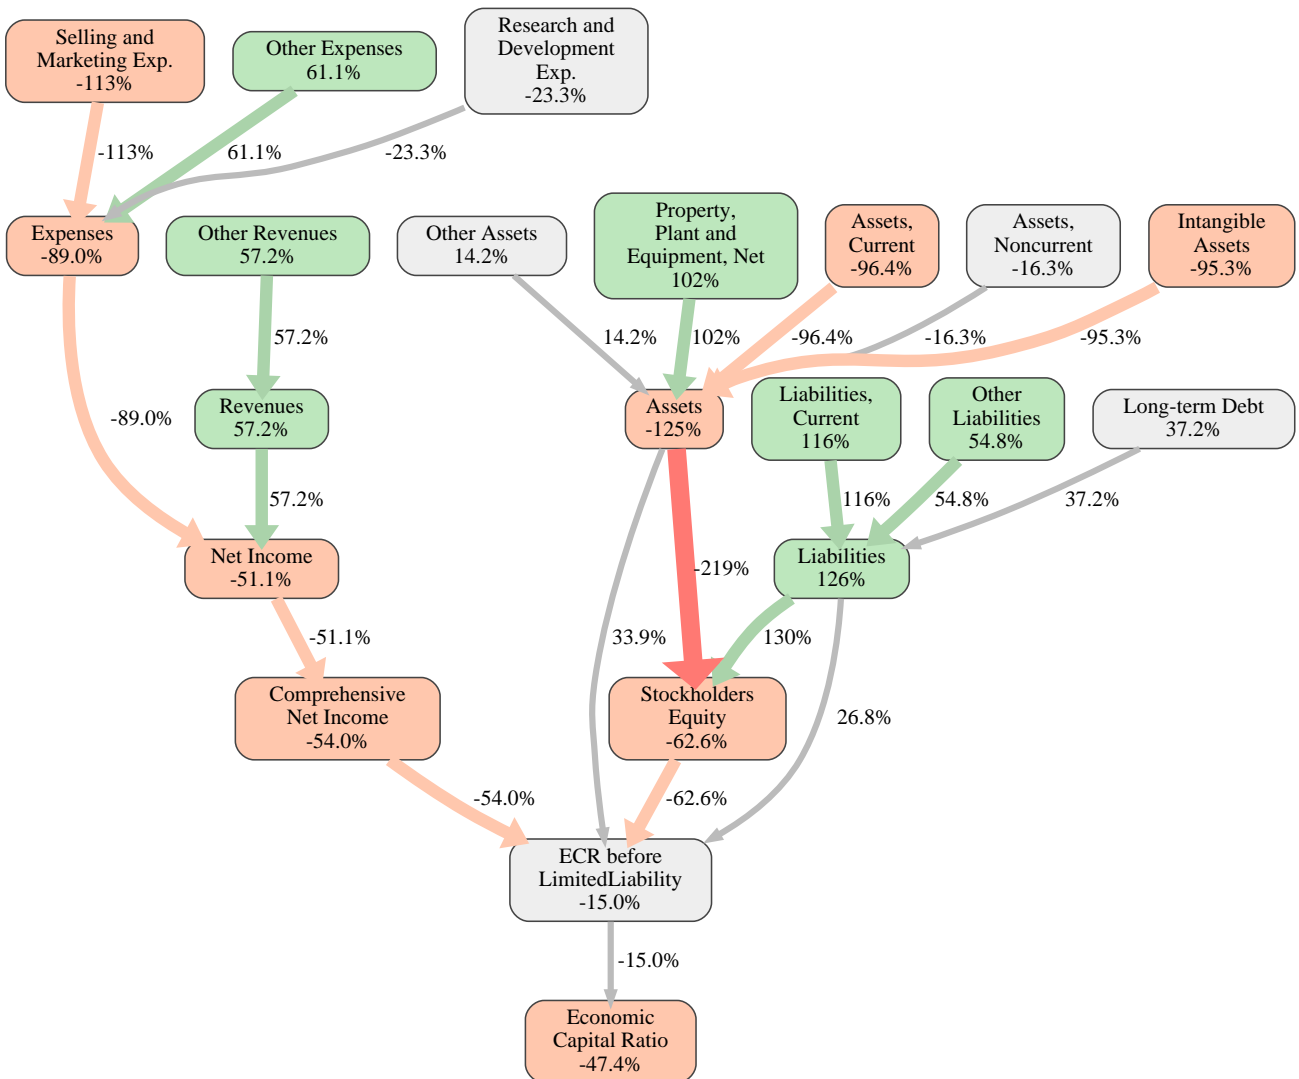 Selling and
Marketing Exp.
-113%
Other Expenses
61.1%
Research and
Development
Exp.
-23.3%
-113%
61.1%
-23.3%
Expenses
-89.0%
Other Revenues
57.2%
Other Assets
14.2%
Property,
Plant and
Equipment, Net
102%
Assets,
Current
-96.4%
Assets,
Noncurrent
-16.3%
Intangible
Assets
-95.3%
57.2%
14.2%
102%
-96.4%
-16.3%
-95.3%
-89.0%
Revenues
57.2%
Assets
-125%
Liabilities,
Current
116%
Other
Liabilities
54.8%
Long-term Debt
37.2%
57.2%
116%
54.8%
37.2%
Net Income
-51.1%
-219%
Liabilities
126%
-51.1%
33.9%
130%
26.8%
Comprehensive
Net Income
-54.0%
Stockholders
Equity
-62.6%
-54.0%
-62.6%
ECR before
LimitedLiability
-15.0%
-15.0%
Economic
Capital Ratio
-47.4%